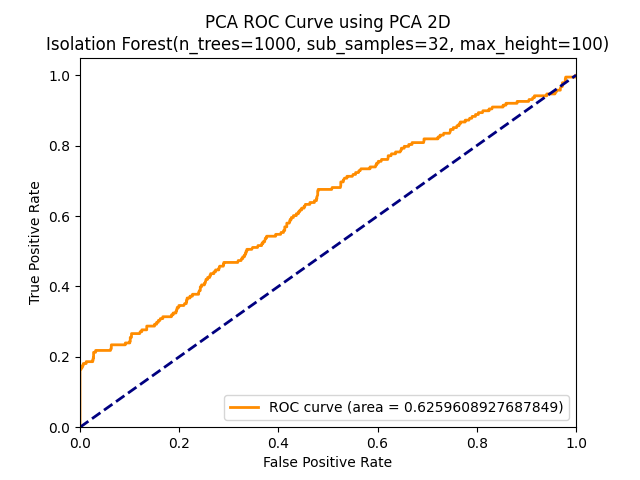 PCA ROC Curve using PCA 2D
Isolation Forest(n_trees=1000, sub_samples=32, max_height=100)
1.0
0.8
0.6
0.4
0.2
0.0
True Positive Rate
ROC curve (area = 0.6259608927687849)
0.0 0.2 0.4 0.6 0.8 1.0
False Positive Rate